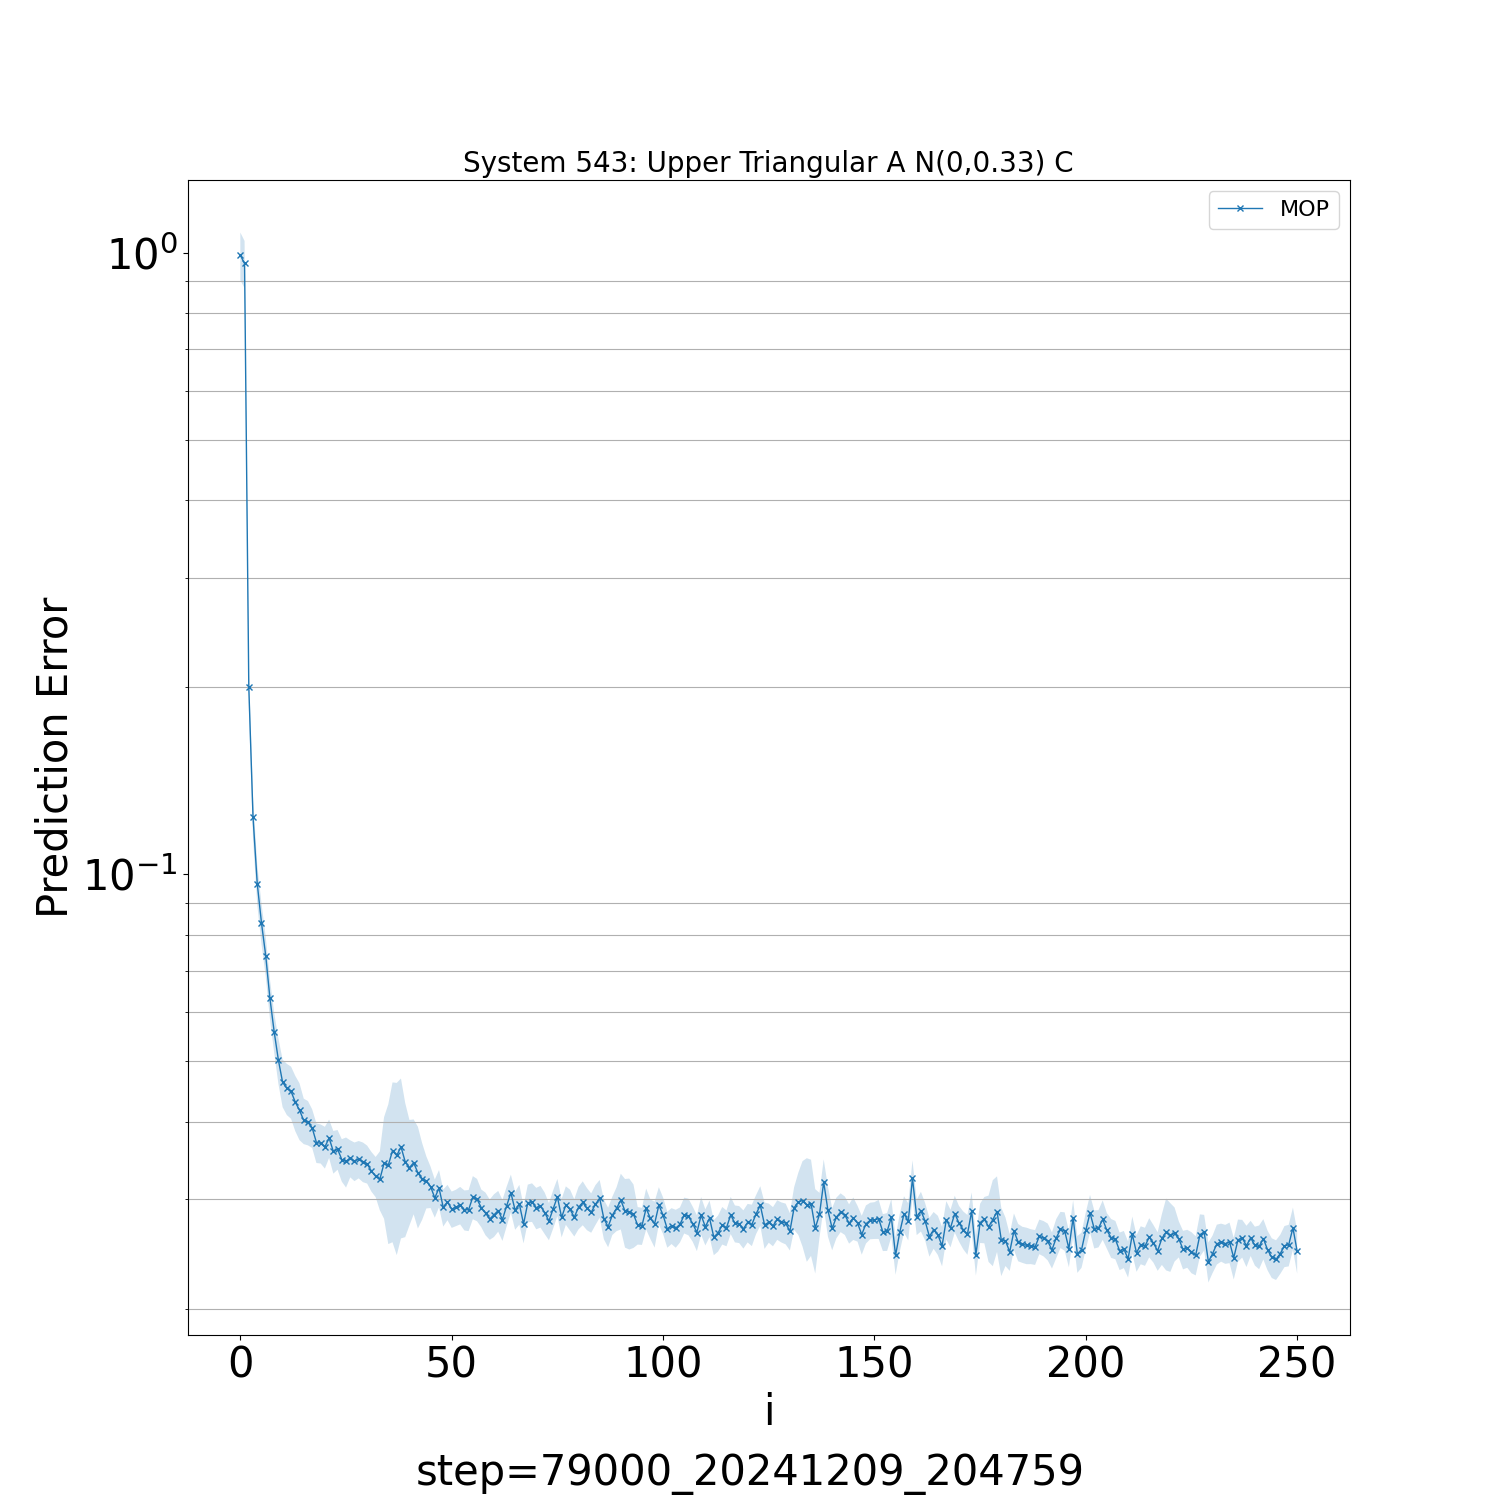 System 543: Upper Triangular A N(0,0.33) C
MOP
10⁰
10⁻¹
Prediction Error
0 50 100 150 200 250
i
step=79000_20241209_204759